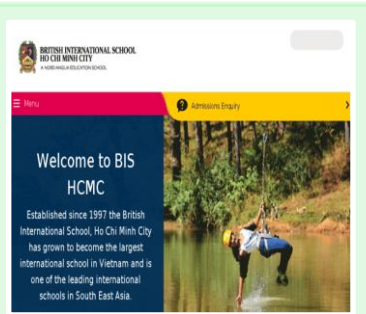 BRITISH INTERNATIONAL SCHOOL
HO CHI MINH CITY
A NORD ANGLIA EDUCATION SCHOOL
Menu
Admissions Enquiry
Welcome to BIS
HCMC
Established since 1997 the British
International School, Ho Chi Minh City
has grown to become the largest
international school in Vietnam and is
one of the leading international
schools in South East Asia.